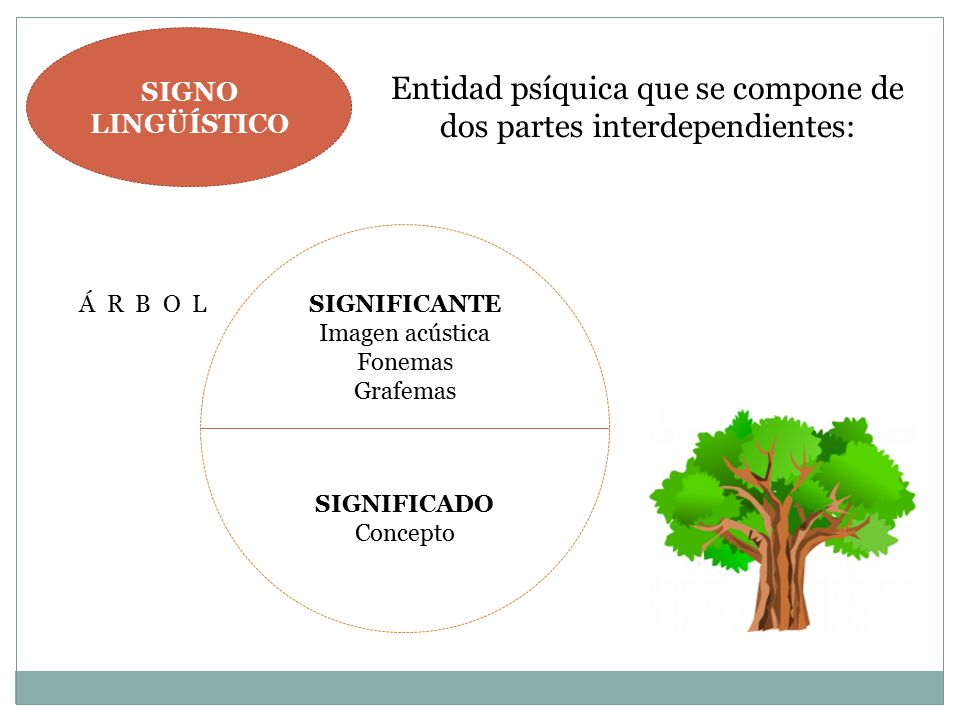 SIGNO
LINGÜÍSTICO
Entidad psíquica que se compone de
dos partes interdependientes:
Á R B O L
SIGNIFICANTE
Imagen acústica
Fonemas
Grafemas
SIGNIFICADO
Concepto